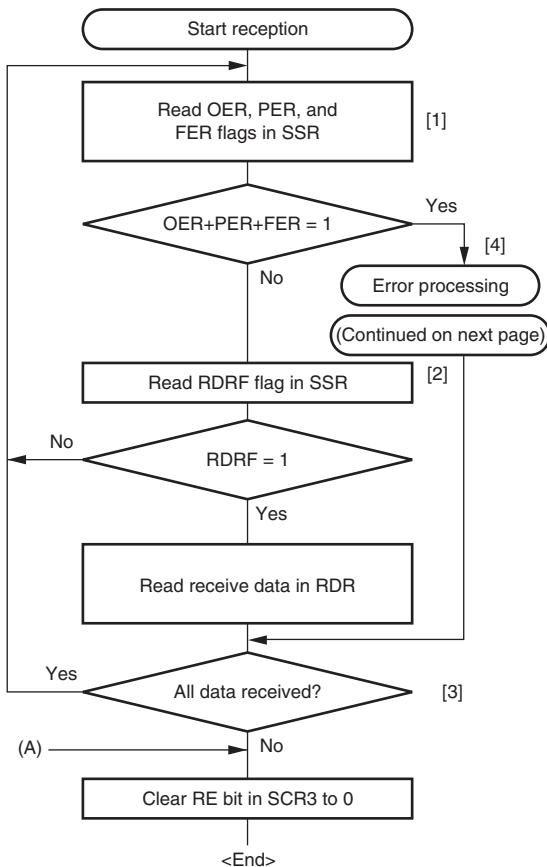 Start reception
Read OER, PER, and
FER flags in SSR
[1]
OER+PER+FER = 1
Yes
[4]
No
Error processing
(Continued on next page)
Read RDRF flag in SSR
[2]
No
RDRF = 1
Yes
Read receive data in RDR
Yes
All data received?
[3]
(A)
No
Clear RE bit in SCR3 to 0
<End>